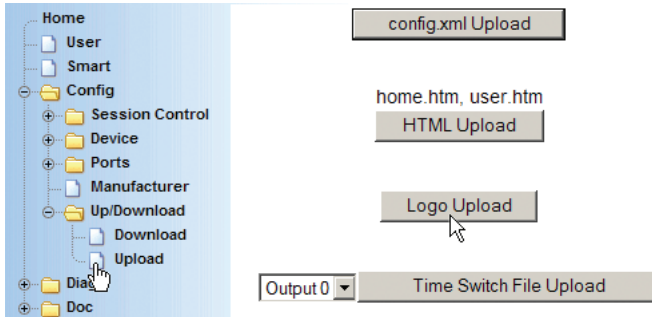 Home
User
Smart
Config
Session Control
Device
Ports
Manufacturer
Up/Download
Download
Upload
Doc
config.xml Upload
home.htm, user.htm
HTML Upload
Logo Upload
Output 0
Time Switch File Upload